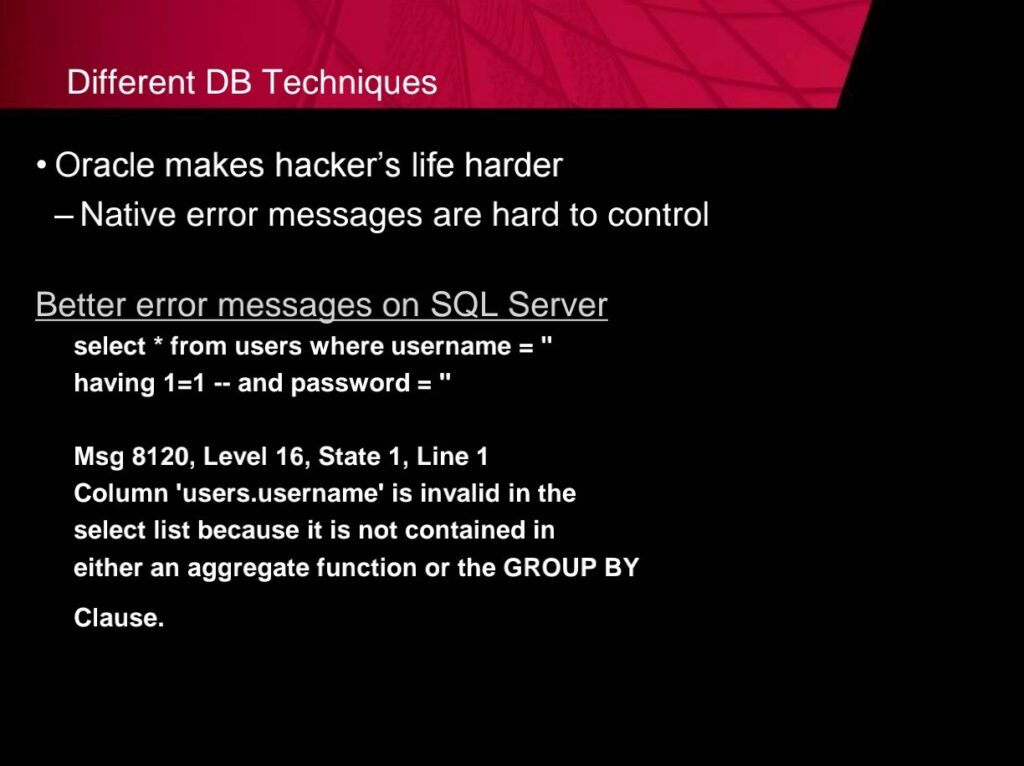 Different DB Techniques
• Oracle makes hacker’s life harder
– Native error messages are hard to control
Better error messages on SQL Server
select * from users where username = ''
having 1=1 -- and password = ''
Msg 8120, Level 16, State 1, Line 1
Column 'users.username' is invalid in the
select list because it is not contained in
either an aggregate function or the GROUP BY
Clause.